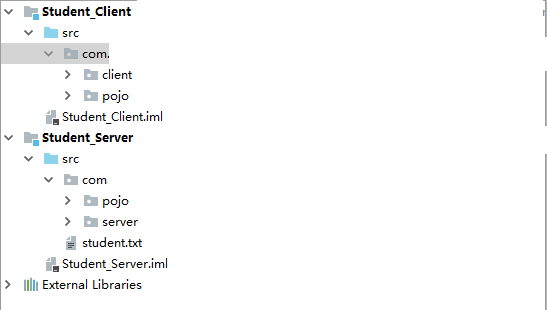 Student_Client
src
com.
client
pojo
Student_Client.iml
Student_Server
src
com
pojo
server
student.txt
Student_Server.iml
External Libraries